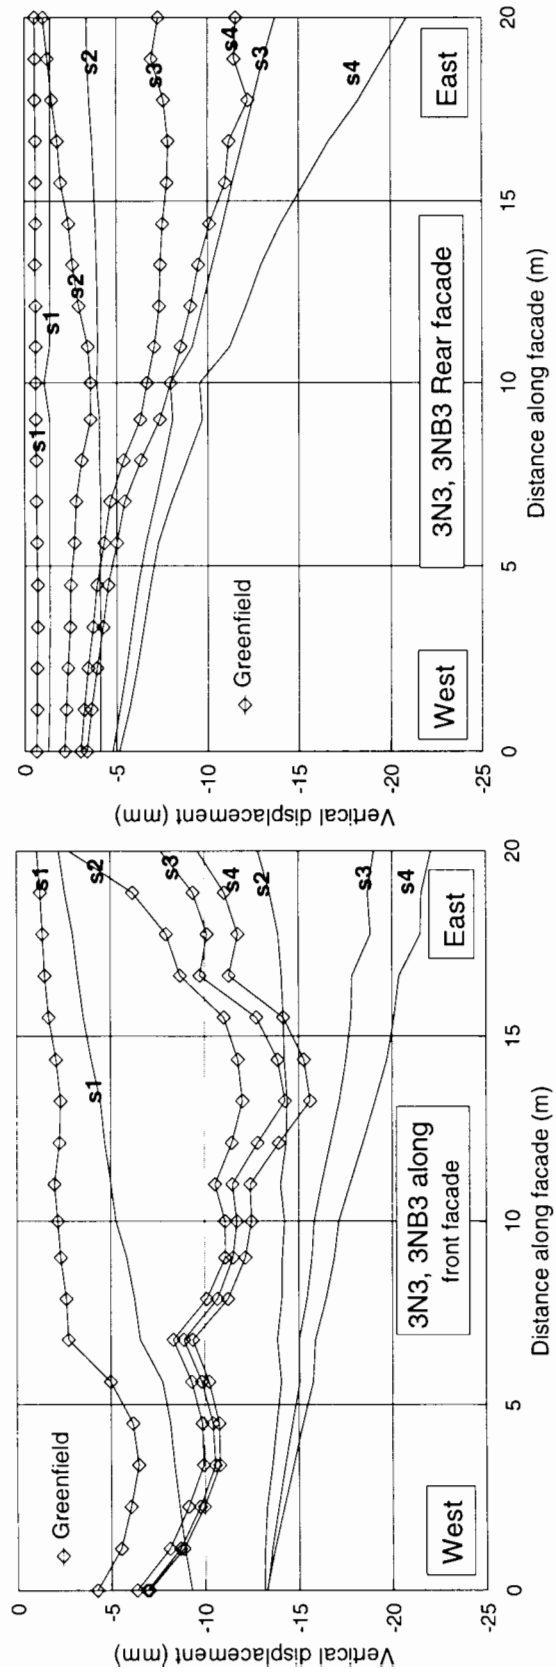 0
-5
-10
-15
-20
-25
Vertical displacement (mm)
0
5
10
15
20
Distance along facade (m)
Greenfield
s1
s2
s3
s4
s1
s2
s3
s4
West
East
3N3, 3NB3 along
front facade
0
-5
-10
-15
-20
-25
Vertical displacement (mm)
0
5
10
15
20
Distance along facade (m)
Greenfield
s1
s1
s2
s2
s3
s4
s3
s4
West
East
3N3, 3NB3 Rear facade